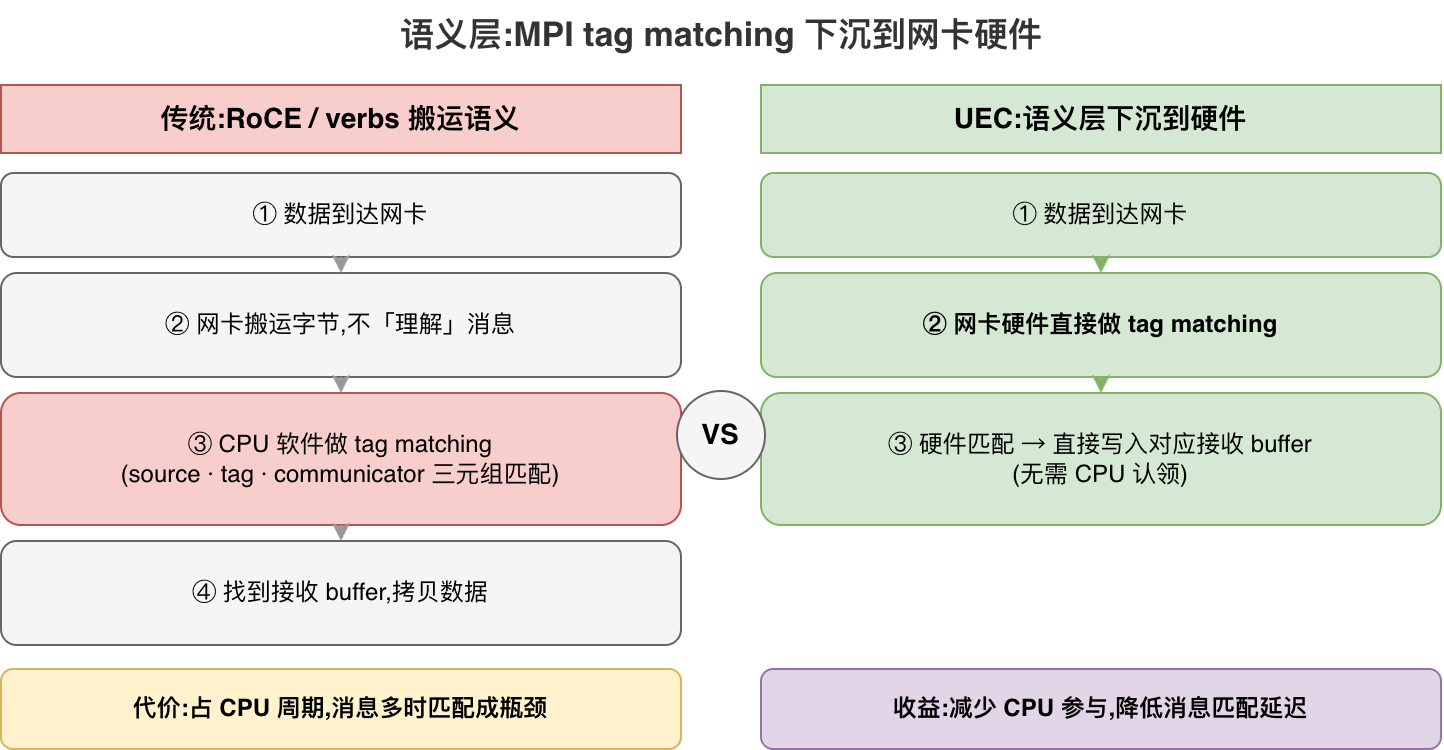 语义层:MPI tag matching 下沉到网卡硬件
传统:RoCE / verbs 搬运语义
① 数据到达网卡
② 网卡搬运字节,不「理解」消息
③ CPU 软件做 tag matching
(source · tag · communicator 三元组匹配)
④ 找到接收 buffer,拷贝数据
代价:占 CPU 周期,消息多时匹配成瓶颈
VS
UEC:语义层下沉到硬件
① 数据到达网卡
② 网卡硬件直接做 tag matching
③ 硬件匹配 → 直接写入对应接收 buffer
(无需 CPU 认领)
收益:减少 CPU 参与,降低消息匹配延迟